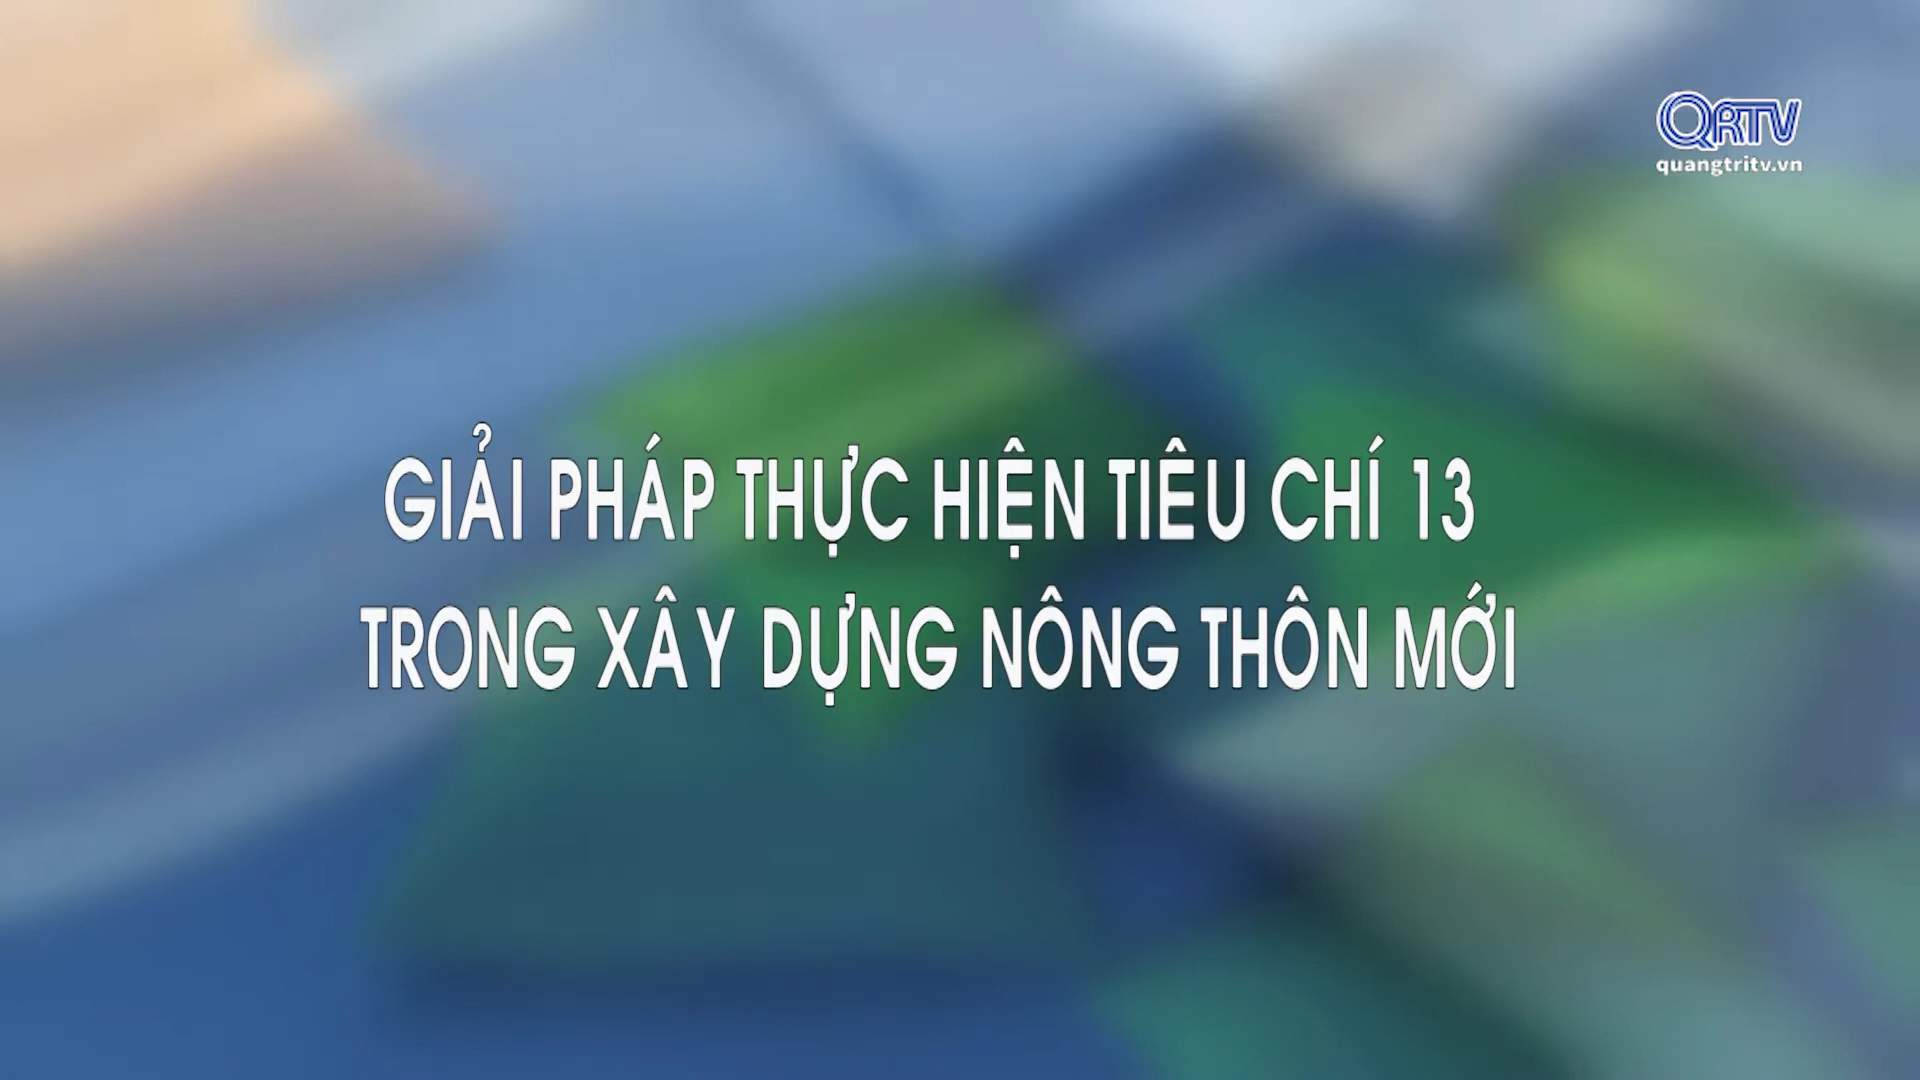 QRTV
quangtritv.vn
GIẢI PHÁP THỰC HIỆN TIÊU CHÍ 13
TRONG XÂY DỰNG NÔNG THÔN MỚI